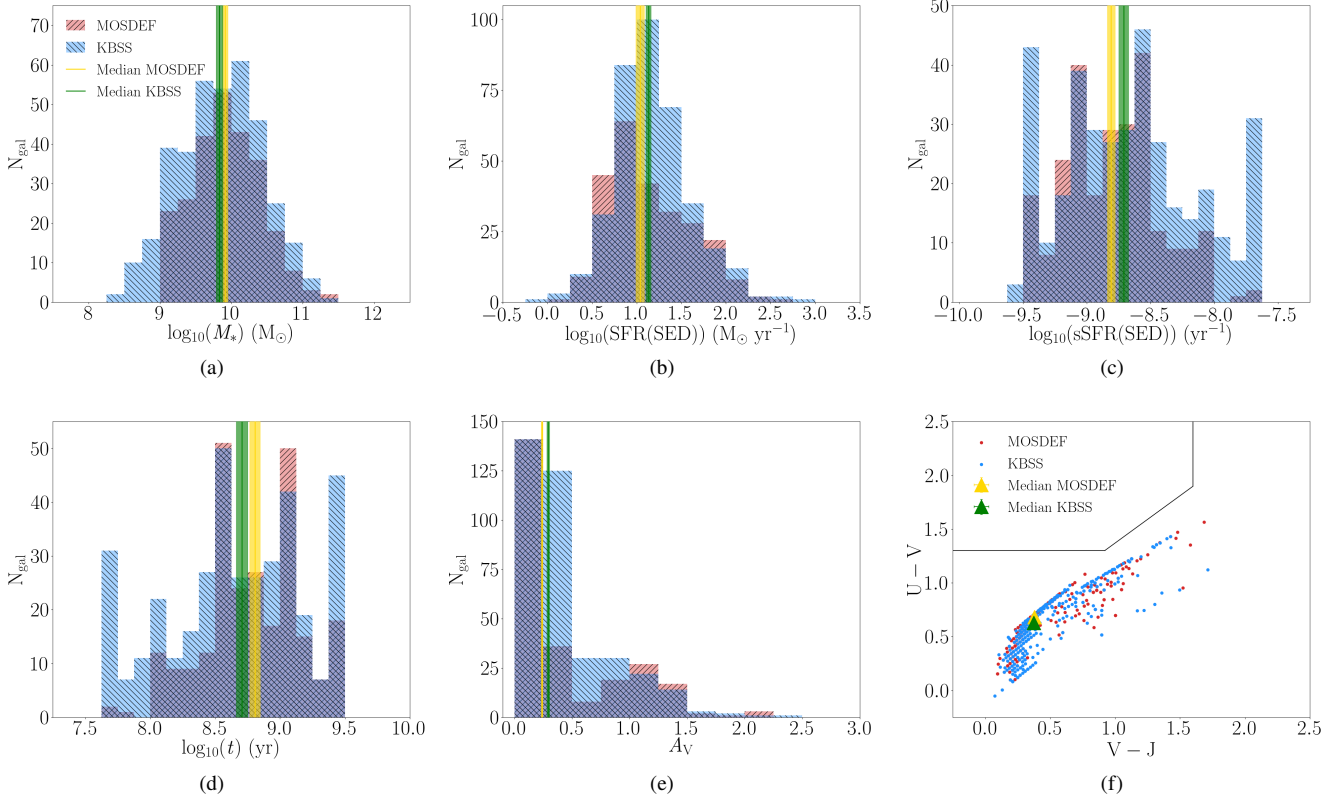 70
60
50
40
30
20
10
0
N_gal
MOSDEF
KBSS
Median MOSDEF
Median KBSS
8 9 10 11 12
log₁₀(M_*) (M_⊙)
(a)
100
75
50
25
0
N_gal
−0.5 0.0 0.5 1.0 1.5 2.0 2.5 3.0 3.5
log₁₀(SFR(SED)) (M_⊙ yr⁻¹)
(b)
50
40
30
20
10
0
N_gal
−10.0 −9.5 −9.0 −8.5 −8.0 −7.5
log₁₀(sSFR(SED)) (yr⁻¹)
(c)
50
40
30
20
10
0
N_gal
7.5 8.0 8.5 9.0 9.5 10.0
log₁₀(t) (yr)
(d)
150
125
100
75
50
25
0
N_gal
0.0 0.5 1.0 1.5 2.0 2.5 3.0
A_V
(e)
2.5
2.0
1.5
1.0
0.5
0.0
U − V
MOSDEF
KBSS
Median MOSDEF
Median KBSS
0.0 0.5 1.0 1.5 2.0 2.5
V − J
(f)